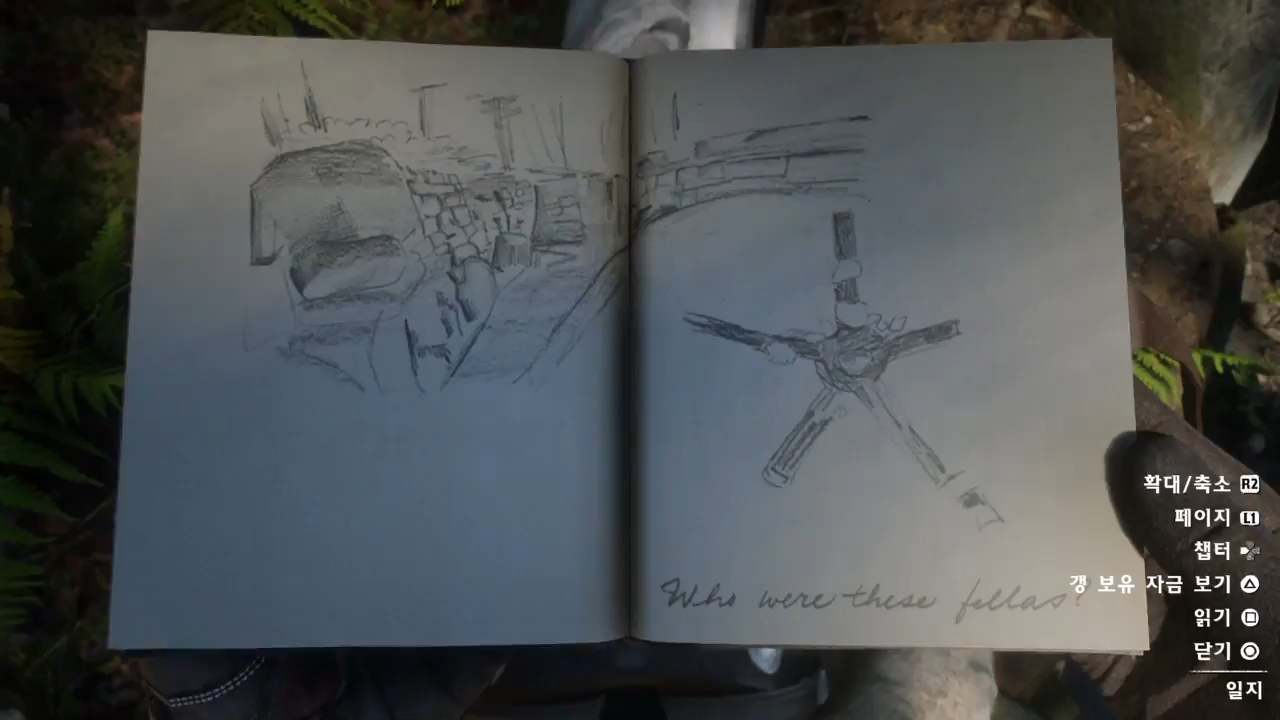 Who were these fellas?
확대/축소 R2
페이지 L1
챕터
갱 보유 자금 보기
읽기
닫기
일지